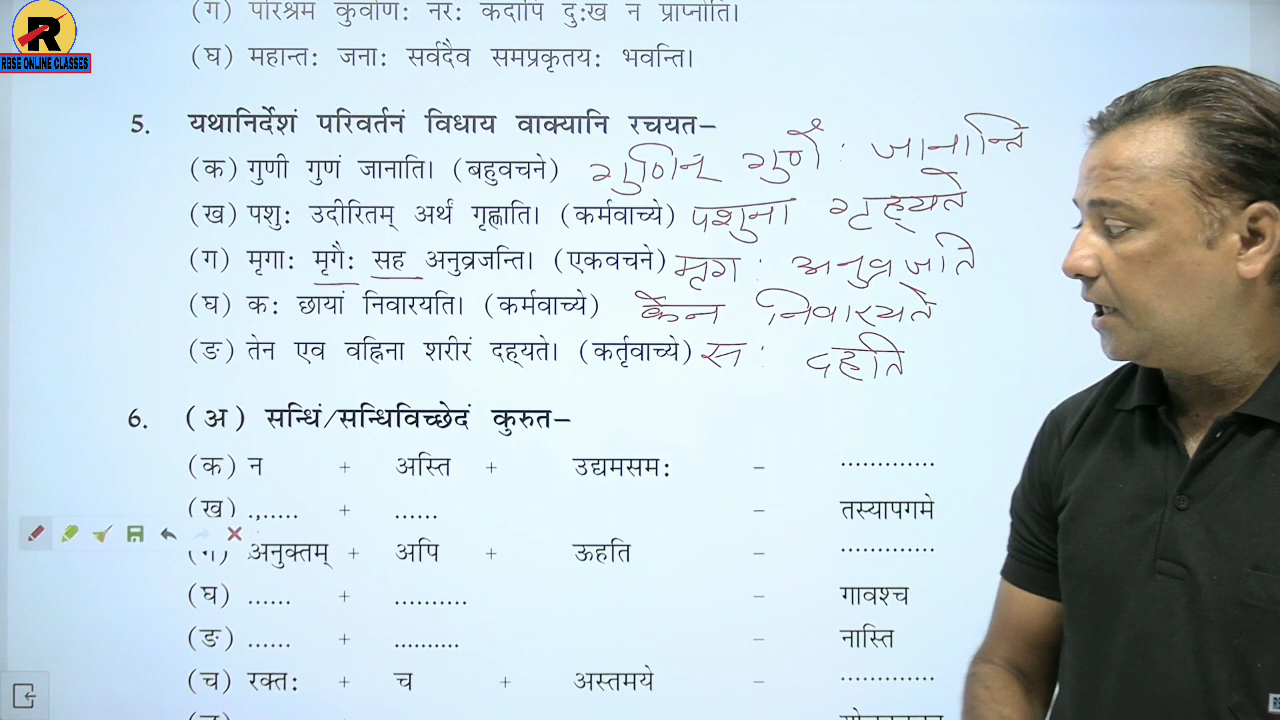 (ग) परिश्रमं कुर्वाणः नरः कदापि दुःखं न प्राप्नोति।
R
RBSE ONLINE CLASSES
(घ) महान्तः जनाः सर्वदैव समप्रकृतयः भवन्ति।
5. यथानिर्देशं परिवर्तनं विधाय वाक्यानि रचयत–
(क) गुणी गुणं जानाति। (बहुवचने) जानान्ति
(ख) पशुः उदीरितम् अर्थं गृह्णाति। (कर्मवाच्ये) पशुना गृह्यते
(ग) मृगाः मृगैः सह अनुव्रजन्ति। (एकवचने) मृगः अनुव्रजति
(घ) कः छायां निवारयति। (कर्मवाच्ये) केन निवारयते
(ङ) तेन एव वह्निना शरीरं दह्यते। (कर्तृवाच्ये) सः दहति
6. (अ) सन्धिं/सन्धिविच्छेदं कुरुत–
(क) न + अस्ति + उद्यमसमः – .............
(ख) ........ + ...... – तस्यापगमे
(ग) अनुक्तम् + अपि + ऊहति – .............
(घ) ...... + .......... – गावश्च
(ङ) ...... + .......... – नास्ति
(च) रक्तः + च + अस्तमये – .............